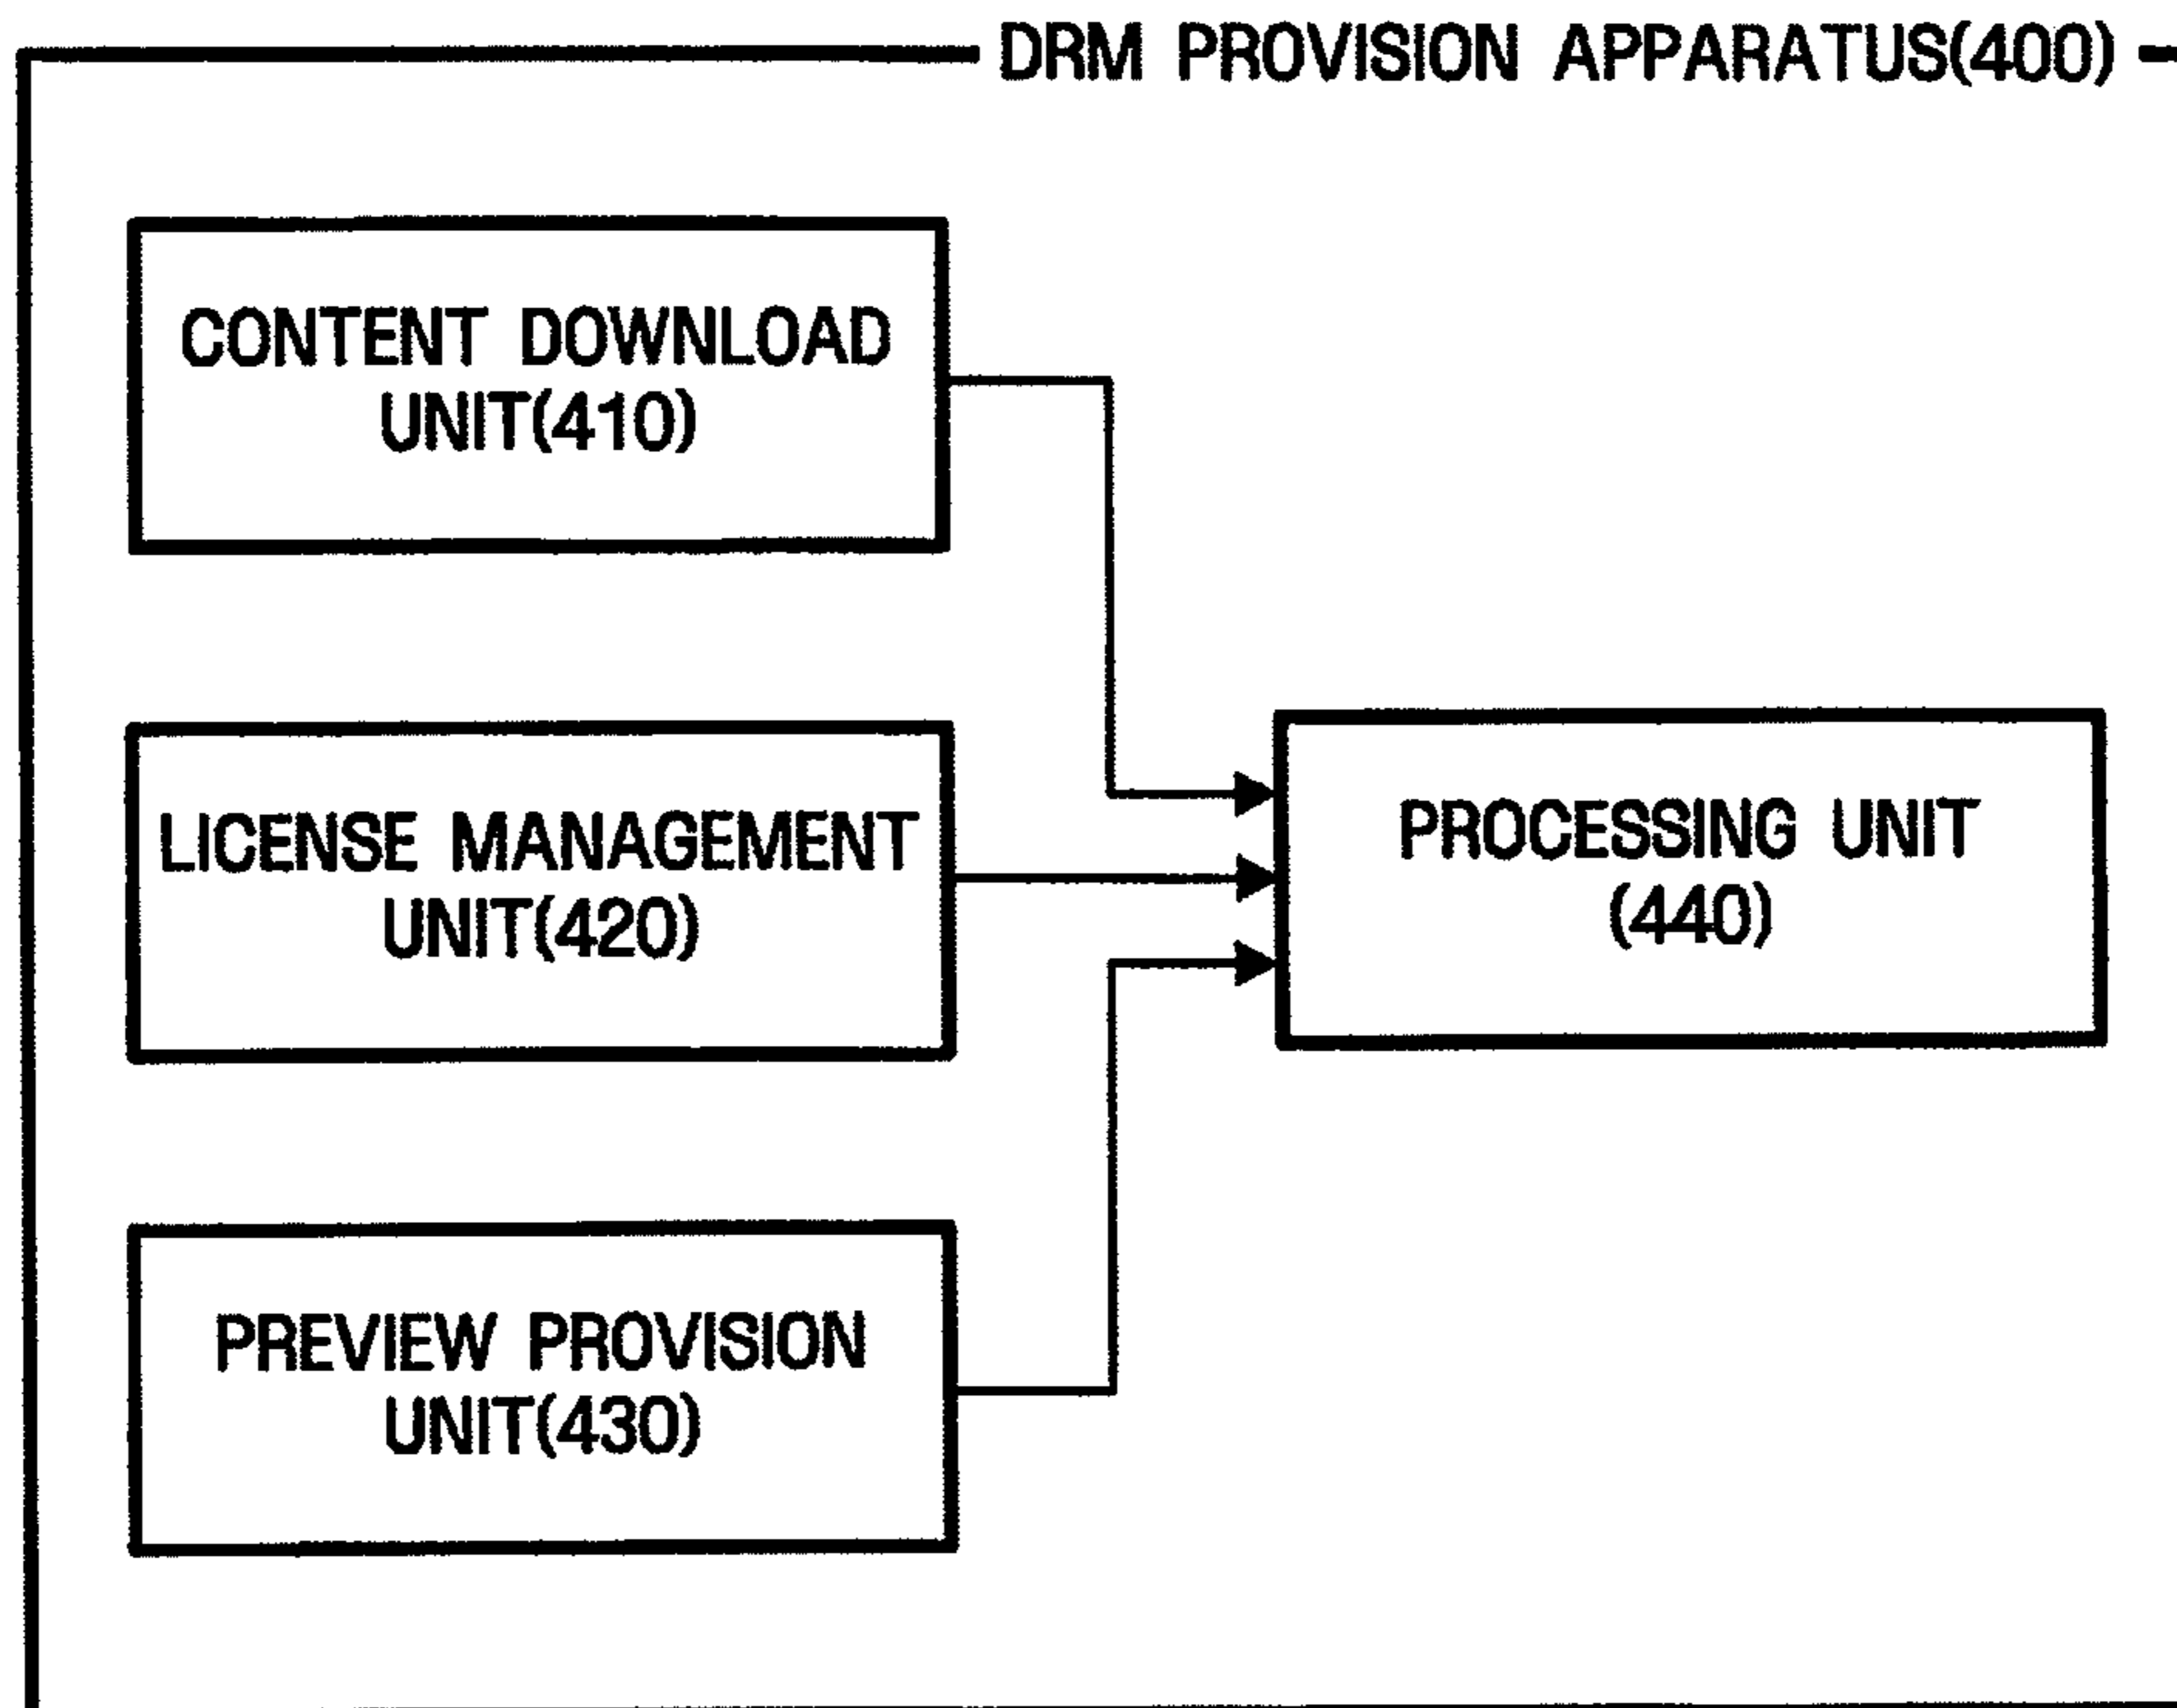 DRM PROVISION APPARATUS(400)
CONTENT DOWNLOAD
UNIT(410)
LICENSE MANAGEMENT
UNIT(420)
PROCESSING UNIT
(440)
PREVIEW PROVISION
UNIT(430)